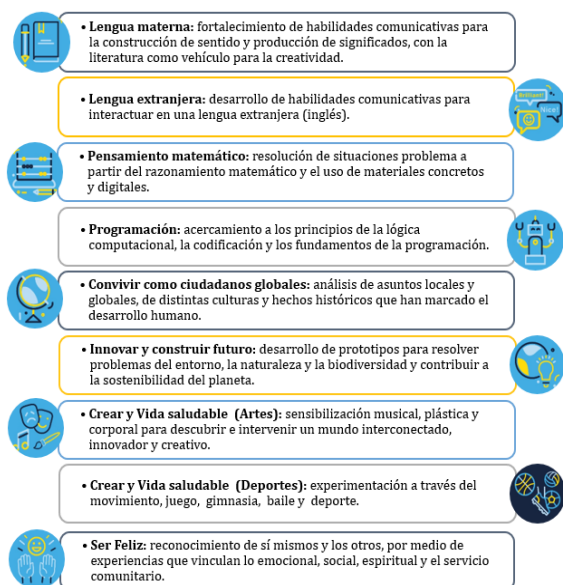 • Lengua materna: fortalecimiento de habilidades comunicativas para
la construcción de sentido y producción de significados, con la
literatura como vehículo para la creatividad.
• Lengua extranjera: desarrollo de habilidades comunicativas para
interactuar en una lengua extranjera (inglés).
Brilliant!
Nice!
• Pensamiento matemático: resolución de situaciones problema a
partir del razonamiento matemático y el uso de materiales concretos
y digitales.
• Programación: acercamiento a los principios de la lógica
computacional, la codificación y los fundamentos de la programación.
• Convivir como ciudadanos globales: análisis de asuntos locales y
globales, de distintas culturas y hechos históricos que han marcado el
desarrollo humano.
• Innovar y construir futuro: desarrollo de prototipos para resolver
problemas del entorno, la naturaleza y la biodiversidad y contribuir a
la sostenibilidad del planeta.
• Crear y Vida saludable (Artes): sensibilización musical, plástica y
corporal para descubrir e intervenir un mundo interconectado,
innovador y creativo.
• Crear y Vida saludable (Deportes): experimentación a través del
movimiento, juego, gimnasia, baile y deporte.
• Ser Feliz: reconocimiento de sí mismos y los otros, por medio de
experiencias que vinculan lo emocional, social, espiritual y el servicio
comunitario.